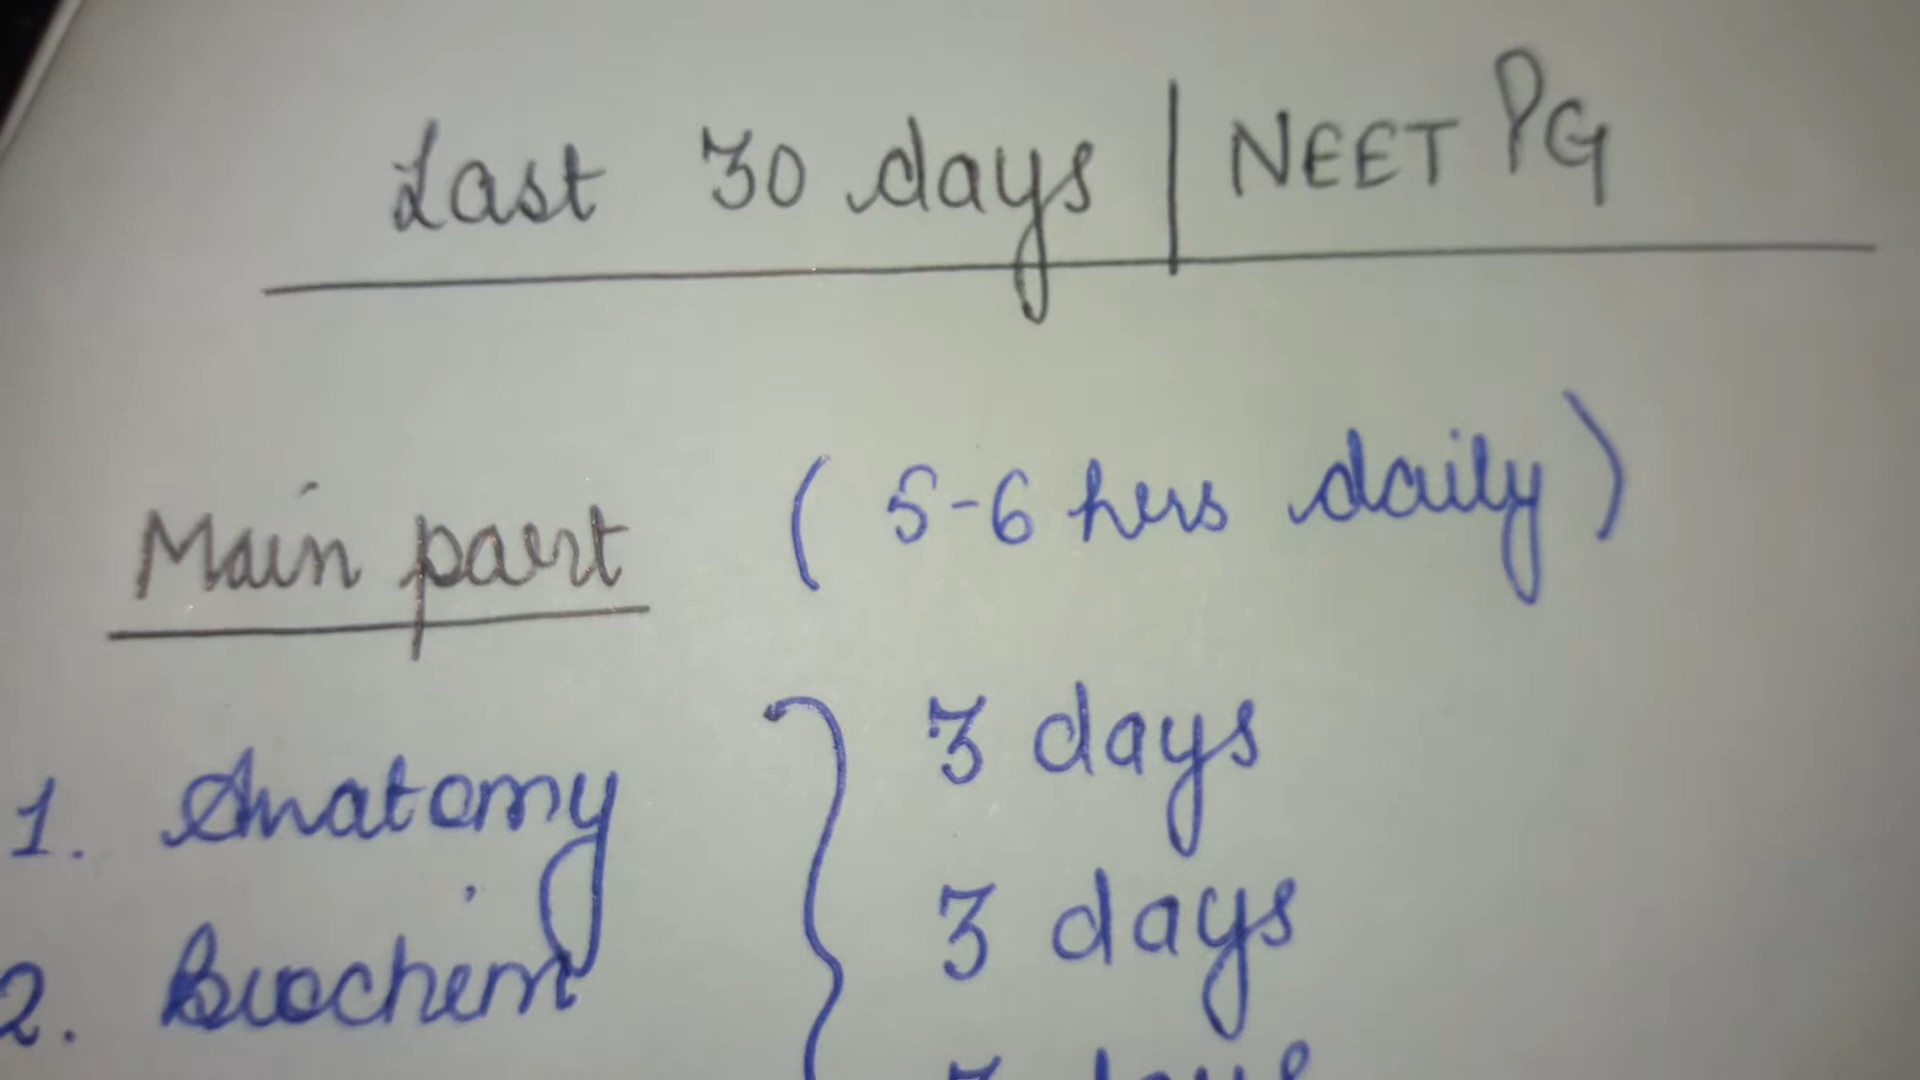 Last 30 days | NEET PG
Main part (5-6 hrs daily)
1. Anatomy } 3 days
2. Biochem 3 days
days